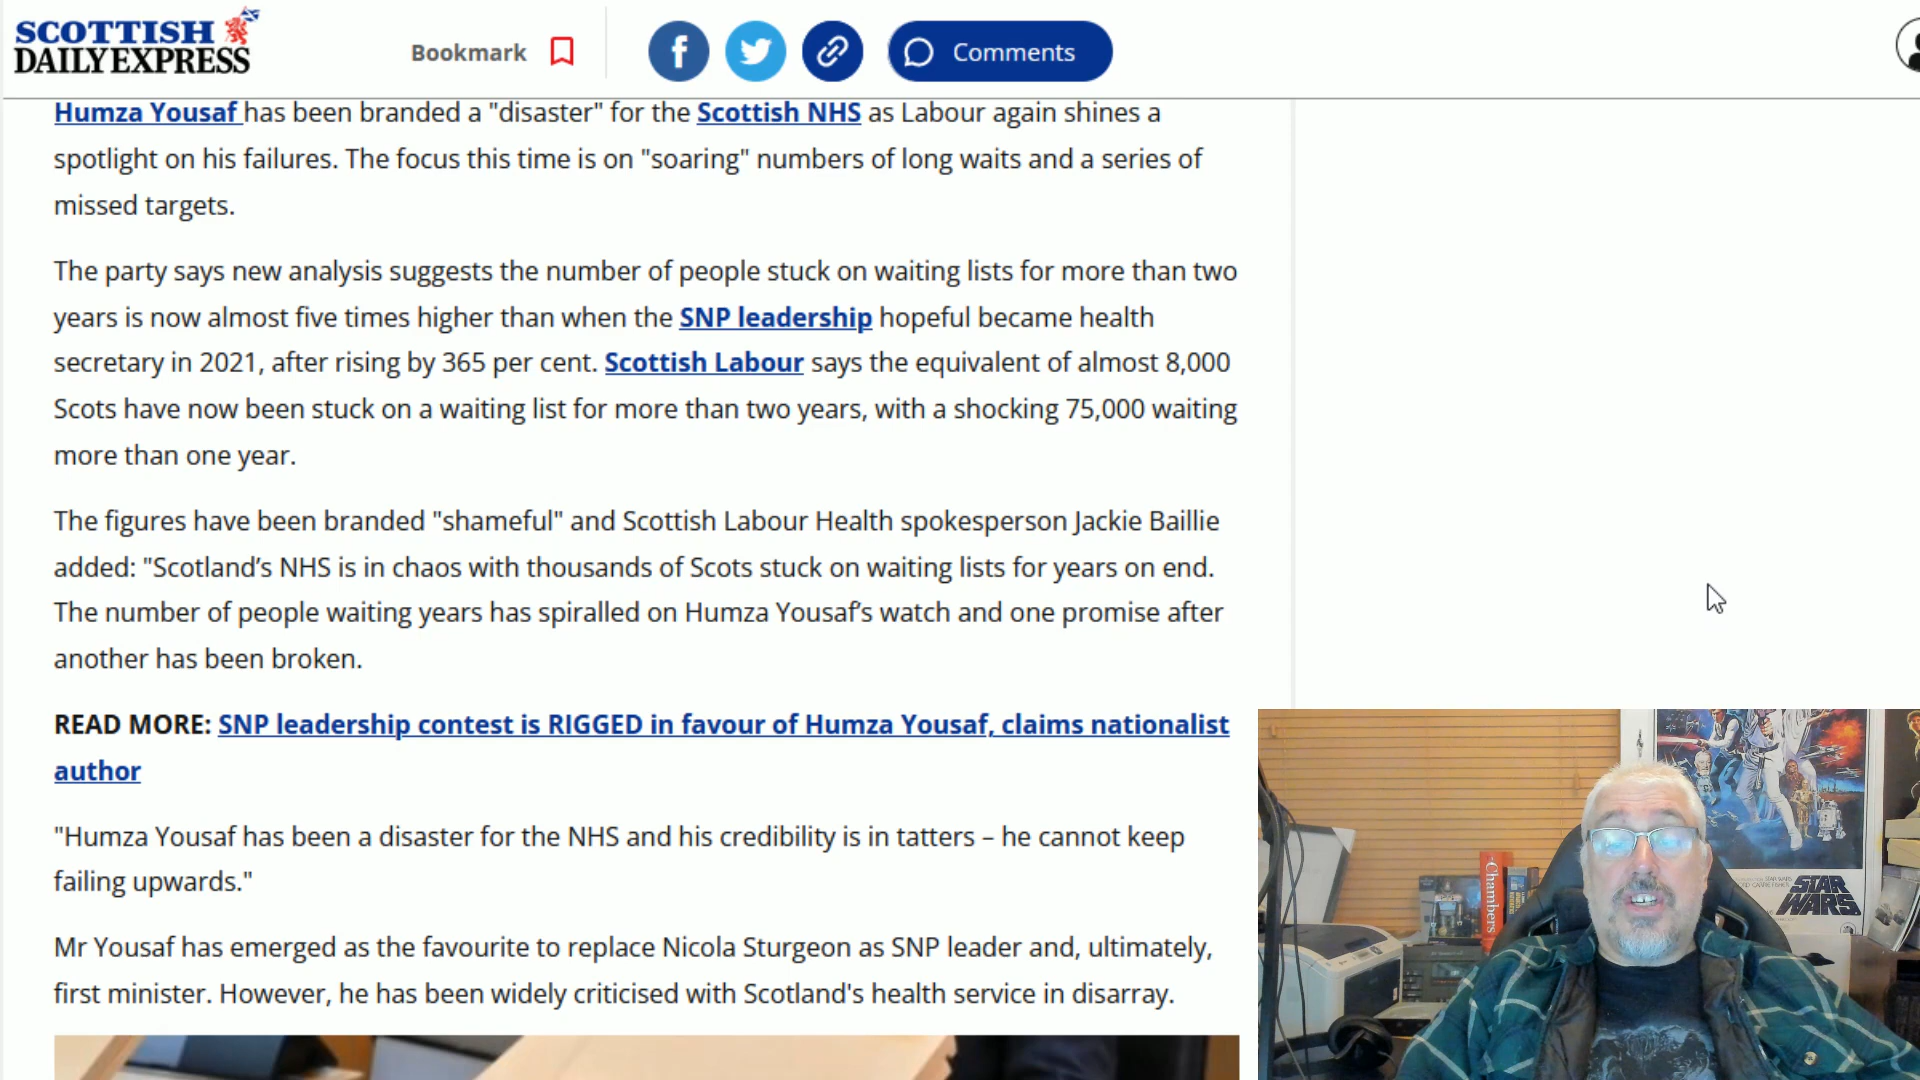 SCOTTISH
DAILY EXPRESS
Bookmark
Comments
Humza Yousaf has been branded a "disaster" for the Scottish NHS as Labour again shines a
spotlight on his failures. The focus this time is on "soaring" numbers of long waits and a series of
missed targets.
The party says new analysis suggests the number of people stuck on waiting lists for more than two
years is now almost five times higher than when the SNP leadership hopeful became health
secretary in 2021, after rising by 365 per cent. Scottish Labour says the equivalent of almost 8,000
Scots have now been stuck on a waiting list for more than two years, with a shocking 75,000 waiting
more than one year.
The figures have been branded "shameful" and Scottish Labour Health spokesperson Jackie Baillie
added: "Scotland’s NHS is in chaos with thousands of Scots stuck on waiting lists for years on end.
The number of people waiting years has spiralled on Humza Yousaf’s watch and one promise after
another has been broken.
READ MORE: SNP leadership contest is RIGGED in favour of Humza Yousaf, claims nationalist
author
"Humza Yousaf has been a disaster for the NHS and his credibility is in tatters – he cannot keep
failing upwards."
Mr Yousaf has emerged as the favourite to replace Nicola Sturgeon as SNP leader and, ultimately,
first minister. However, he has been widely criticised with Scotland's health service in disarray.
Chambers
STAR
WARS